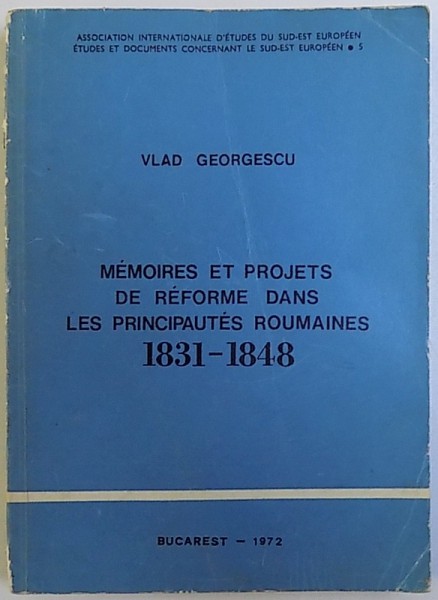 ASSOCIATION INTERNATIONALE D'ÉTUDES DU SUD-EST EUROPÉEN
ÉTUDES ET DOCUMENTS CONCERNANT LE SUD-EST EUROPÉEN ● 5
VLAD GEORGESCU
MÉMOIRES ET PROJETS
DE RÉFORME DANS
LES PRINCIPAUTÉS ROUMAINES
1831-1848
BUCAREST - 1972